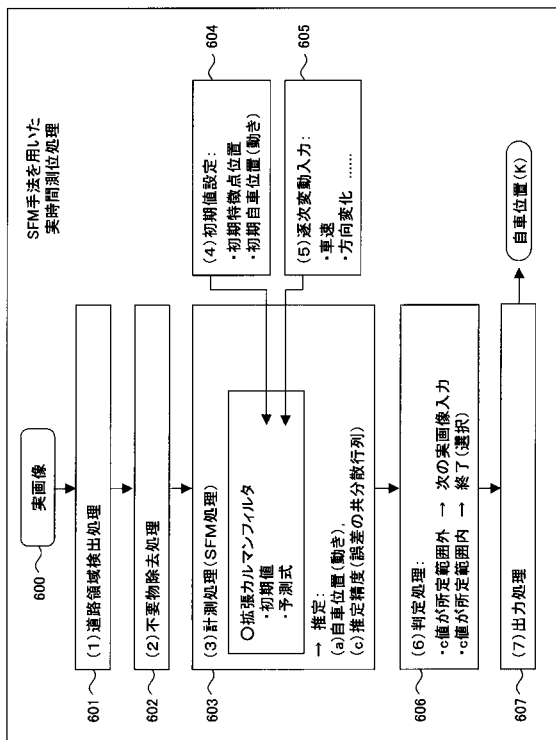 SFM手法を用いた
実時間測位処理
実画像
600
(1)道路領域検出処理
601
(2)不要物除去処理
602
(3)計測処理(SFM処理)
603
○拡張カルマンフィルタ
・初期値
・予測式
→ 推定:
(a)自車位置(動き),
(c)推定精度(誤差の共分散行列)
(4)初期値設定:
・初期特徴点位置
・初期自車位置(動き)
604
(5)逐次変動入力:
・車速
・方向変化 ……
605
(6)判定処理:
・c値が所定範囲外 → 次の実画像入力
・c値が所定範囲内 → 終了(選択)
606
(7)出力処理
607
自車位置(K)